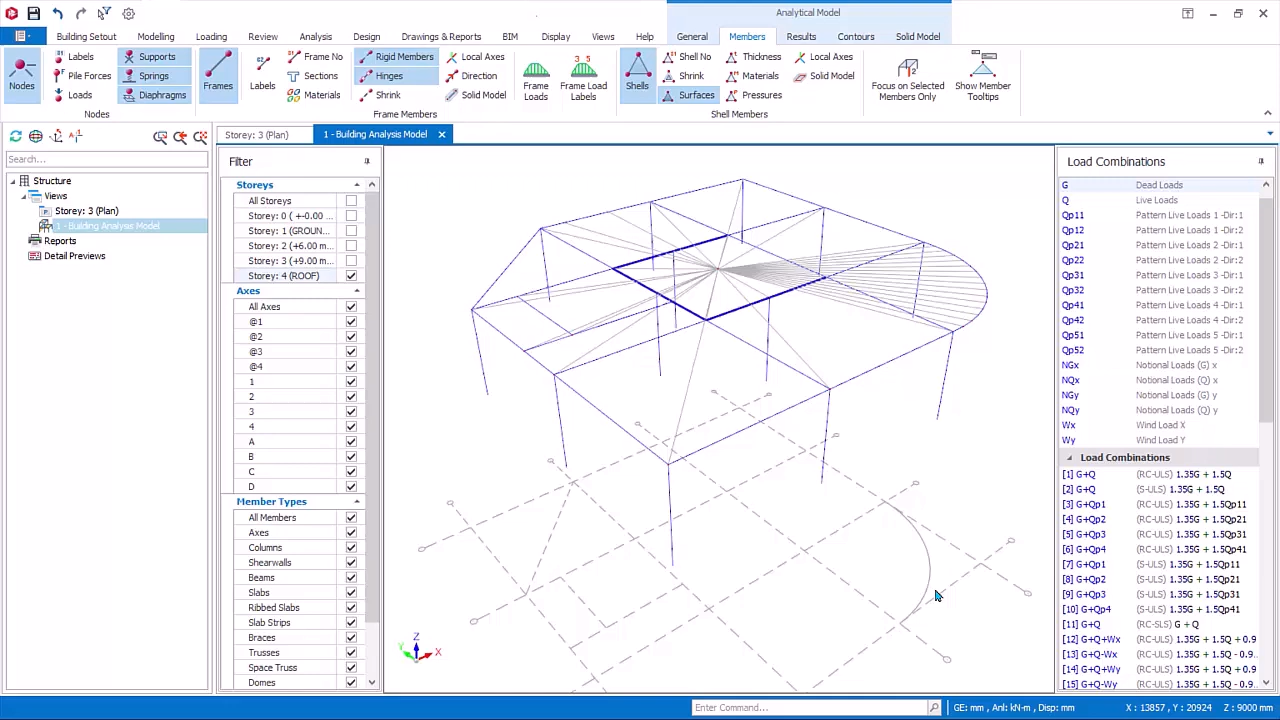 Analytical Model
Building Setout Modelling Loading Review Analysis Design Drawings & Reports BIM Display Views Help General Members Results Contours Solid Model
Nodes
Labels
Pile Forces
Loads
Supports
Springs
Diaphragms
Nodes
Frames
Labels
Frame No
Sections
Materials
Rigid Members
Hinges
Shrink
Local Axes
Direction
Solid Model
Frame Loads
Frame Load Labels
Frame Members
Shells
Shell No
Shrink
Surfaces
Thickness
Materials
Pressures
Local Axes
Solid Model
Shell Members
Focus on Selected Members Only
Show Member Tooltips
Search...
Structure
Views
Storey: 3 (Plan)
1 - Building Analysis Model
Reports
Detail Previews
Storey: 3 (Plan)
1 - Building Analysis Model
Filter
Storeys
All Storeys
Storey: 0 ( +-0.00 ...
Storey: 1 (GROUN...
Storey: 2 (+6.00 m...
Storey: 3 (+9.00 m...
Storey: 4 (ROOF)
Axes
All Axes
@1
@2
@3
@4
1
2
3
4
A
B
C
D
Member Types
All Members
Axes
Columns
Shearwalls
Beams
Slabs
Ribbed Slabs
Slab Strips
Braces
Trusses
Space Truss
Domes
Z
Y
X
Load Combinations
G Dead Loads
Q Live Loads
Qp11 Pattern Live Loads 1 -Dir:1
Qp12 Pattern Live Loads 1 -Dir:2
Qp21 Pattern Live Loads 2 -Dir:1
Qp22 Pattern Live Loads 2 -Dir:2
Qp31 Pattern Live Loads 3 -Dir:1
Qp32 Pattern Live Loads 3 -Dir:2
Qp41 Pattern Live Loads 4 -Dir:1
Qp42 Pattern Live Loads 4 -Dir:2
Qp51 Pattern Live Loads 5 -Dir:1
Qp52 Pattern Live Loads 5 -Dir:2
NGx Notional Loads (G) x
NQx Notional Loads (Q) x
NGy Notional Loads (G) y
NQy Notional Loads (Q) y
Wx Wind Load X
Wy Wind Load Y
Load Combinations
[1] G+Q (RC-ULS) 1.35G + 1.5Q
[2] G+Q (S-ULS) 1.35G + 1.5Q
[3] G+Qp1 (RC-ULS) 1.35G + 1.5Qp11
[4] G+Qp2 (RC-ULS) 1.35G + 1.5Qp21
[5] G+Qp3 (RC-ULS) 1.35G + 1.5Qp31
[6] G+Qp4 (RC-ULS) 1.35G + 1.5Qp41
[7] G+Qp1 (S-ULS) 1.35G + 1.5Qp11
[8] G+Qp2 (S-ULS) 1.35G + 1.5Qp21
[9] G+Qp3 (S-ULS) 1.35G + 1.5Qp31
[10] G+Qp4 (S-ULS) 1.35G + 1.5Qp41
[11] G+Q (RC-SLS) G + Q
[12] G+Q+Wx (RC-ULS) 1.35G + 1.5Q + 0.9...
[13] G+Q-Wx (RC-ULS) 1.35G + 1.5Q - 0.9...
[14] G+Q+Wy (RC-ULS) 1.35G + 1.5Q + 0.9...
[15] G+Q-Wy (RC-ULS) 1.35G + 1.5Q - 0.9...
Enter Command...
GE: mm , Anl: kN-m , Disp: mm
X : 13857 , Y : 20924 Z : 9000 mm